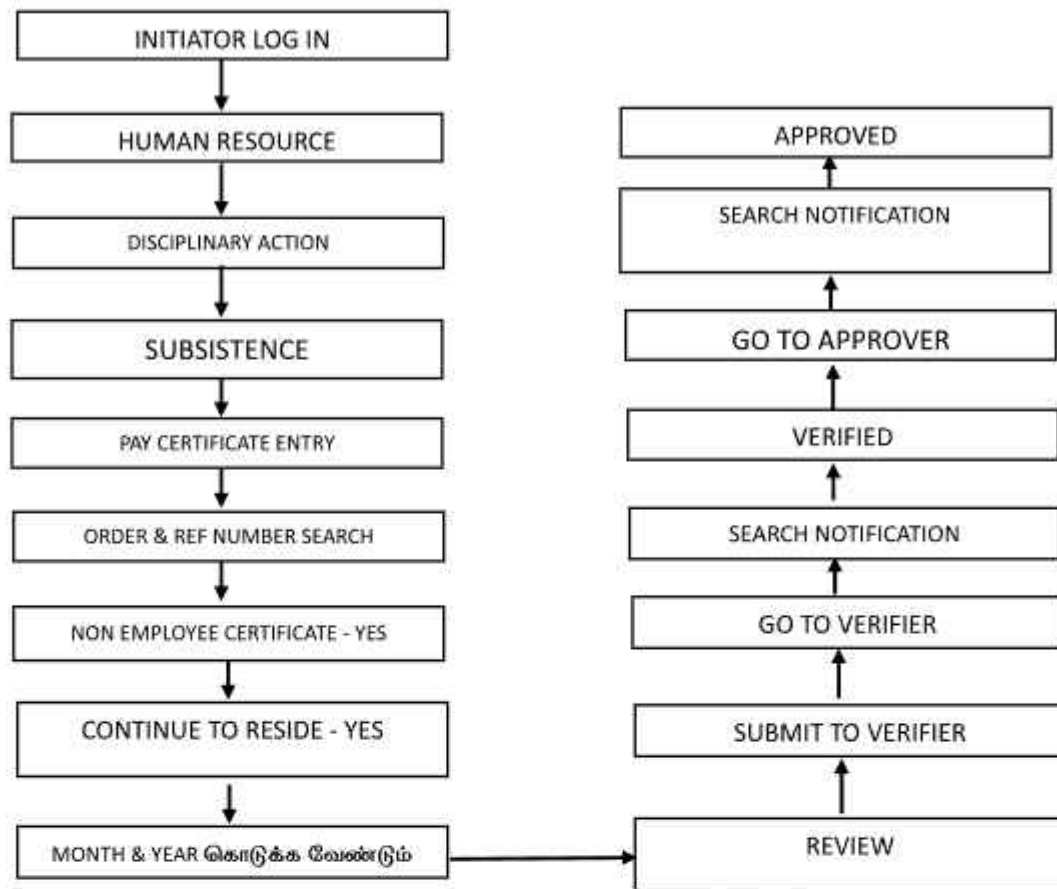 INITIATOR LOG IN
HUMAN RESOURCE
DISCIPLINARY ACTION
SUBSISTENCE
PAY CERTIFICATE ENTRY
ORDER & REF NUMBER SEARCH
NON EMPLOYEE CERTIFICATE - YES
CONTINUE TO RESIDE - YES
MONTH & YEAR கொடுக்க வேண்டும்
REVIEW
SUBMIT TO VERIFIER
GO TO VERIFIER
SEARCH NOTIFICATION
VERIFIED
GO TO APPROVER
SEARCH NOTIFICATION
APPROVED